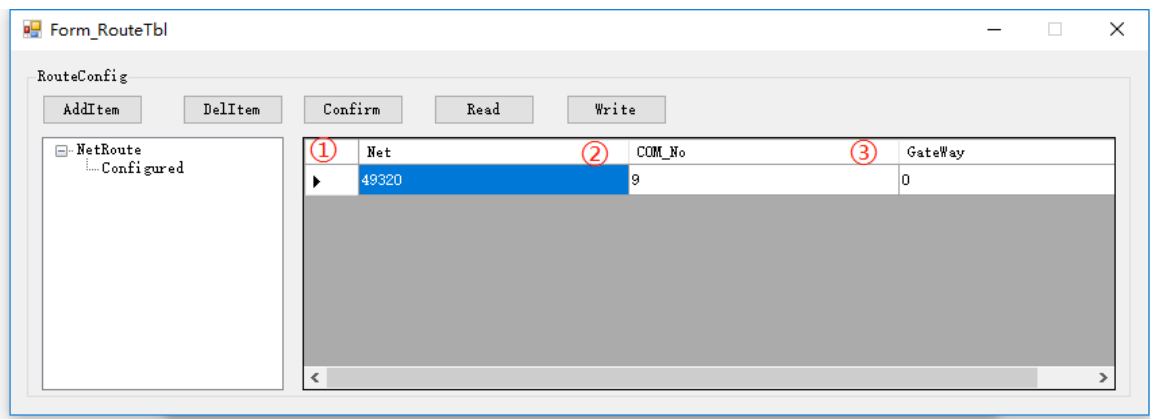 Form_RouteTbl
RouteConfig
AddItem DelItem Confirm Read Write
NetRoute
Configured
① Net ② COM_No ③ GateWay
49320 9 0